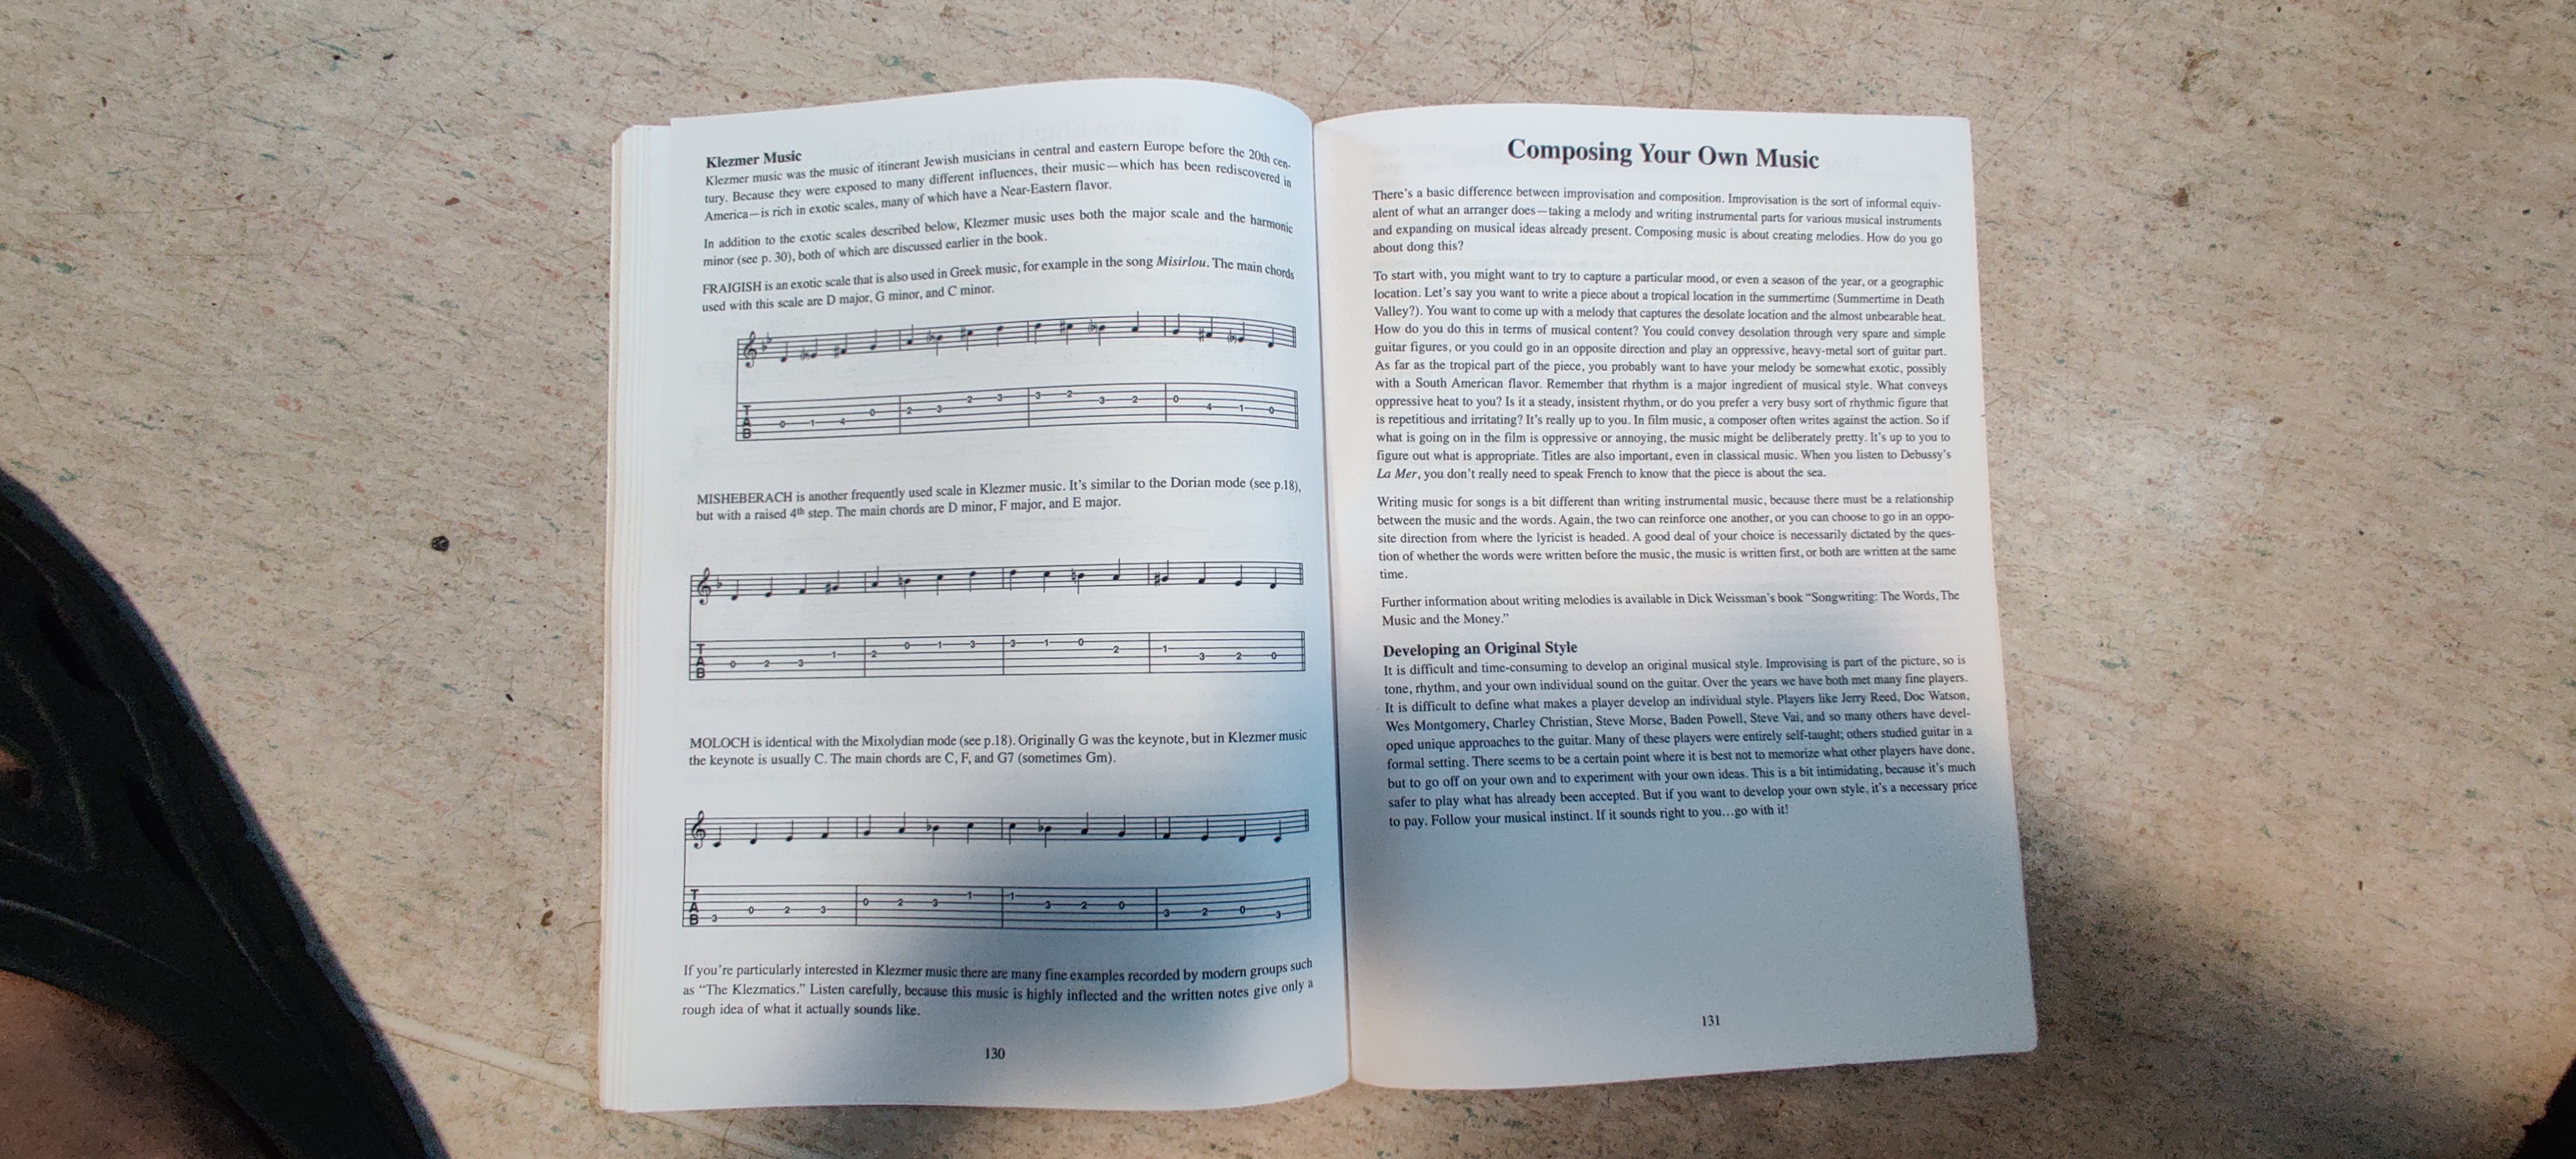 Klezmer Music
Klezmer music was the music of itinerant Jewish musicians in central and eastern Europe before the 20th cen-
tury. Because they were exposed to many different influences, their music—which has been rediscovered in
America—is rich in exotic scales, many of which have a Near-Eastern flavor.
In addition to the exotic scales described below, Klezmer music uses both the major scale and the harmonic
minor (see p. 30), both of which are discussed earlier in the book.
FRAIGISH is an exotic scale that is also used in Greek music, for example in the song Misirlou. The main chords
used with this scale are D major, G minor, and C minor.
T
A
B
0 1 4 0 2 3 2 3 3 2 3 2 0 4 1 0
MISHEBERACH is another frequently used scale in Klezmer music. It's similar to the Dorian mode (see p.18),
but with a raised 4th step. The main chords are D minor, F major, and E major.
T
A
B
0 2 3 1 2 0 1 3 3 1 0 2 1 3 2 0
MOLOCH is identical with the Mixolydian mode (see p.18). Originally G was the keynote, but in Klezmer music
the keynote is usually C. The main chords are C, F, and G7 (sometimes Gm).
T
A
B
3 0 2 3 0 2 3 1 1 3 2 0 3 2 0 3
If you're particularly interested in Klezmer music there are many fine examples recorded by modern groups such
as "The Klezmatics." Listen carefully, because this music is highly inflected and the written notes give only a
rough idea of what it actually sounds like.
130
Composing Your Own Music
There's a basic difference between improvisation and composition. Improvisation is the sort of informal equiv-
alent of what an arranger does—taking a melody and writing instrumental parts for various musical instruments
and expanding on musical ideas already present. Composing music is about creating melodies. How do you go
about dong this?
To start with, you might want to try to capture a particular mood, or even a season of the year, or a geographic
location. Let's say you want to write a piece about a tropical location in the summertime (Summertime in Death
Valley?). You want to come up with a melody that captures the desolate location and the almost unbearable heat.
How do you do this in terms of musical content? You could convey desolation through very spare and simple
guitar figures, or you could go in an opposite direction and play an oppressive, heavy-metal sort of guitar part.
As far as the tropical part of the piece, you probably want to have your melody be somewhat exotic, possibly
with a South American flavor. Remember that rhythm is a major ingredient of musical style. What conveys
oppressive heat to you? Is it a steady, insistent rhythm, or do you prefer a very busy sort of rhythmic figure that
is repetitious and irritating? It's really up to you. In film music, a composer often writes against the action. So if
what is going on in the film is oppressive or annoying, the music might be deliberately pretty. It's up to you to
figure out what is appropriate. Titles are also important, even in classical music. When you listen to Debussy's
La Mer, you don't really need to speak French to know that the piece is about the sea.
Writing music for songs is a bit different than writing instrumental music, because there must be a relationship
between the music and the words. Again, the two can reinforce one another, or you can choose to go in an oppo-
site direction from where the lyricist is headed. A good deal of your choice is necessarily dictated by the ques-
tion of whether the words were written before the music, the music is written first, or both are written at the same
time.
Further information about writing melodies is available in Dick Weissman's book "Songwriting: The Words, The
Music and the Money."
Developing an Original Style
It is difficult and time-consuming to develop an original musical style. Improvising is part of the picture, so is
tone, rhythm, and your own individual sound on the guitar. Over the years we have both met many fine players.
It is difficult to define what makes a player develop an individual style. Players like Jerry Reed, Doc Watson,
Wes Montgomery, Charley Christian, Steve Morse, Baden Powell, Steve Vai, and so many others have devel-
oped unique approaches to the guitar. Many of these players were entirely self-taught; others studied guitar in a
formal setting. There seems to be a certain point where it is best not to memorize what other players have done,
but to go off on your own and to experiment with your own ideas. This is a bit intimidating, because it's much
safer to play what has already been accepted. But if you want to develop your own style, it's a necessary price
to pay. Follow your musical instinct. If it sounds right to you…go with it!
131